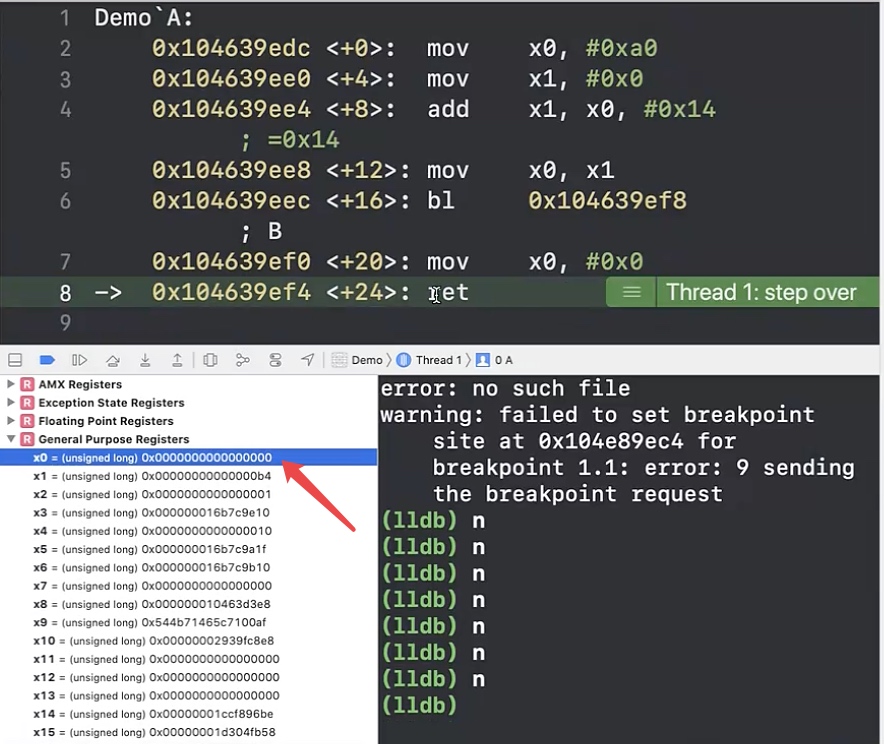 1 Demo`A:
2 0x104639edc <+0>: mov x0, #0xa0
3 0x104639ee0 <+4>: mov x1, #0x0
4 0x104639ee4 <+8>: add x1, x0, #0x14
; =0x14
5 0x104639ee8 <+12>: mov x0, x1
6 0x104639eec <+16>: bl 0x104639ef8
; B
7 0x104639ef0 <+20>: mov x0, #0x0
8 -> 0x104639ef4 <+24>: ret Thread 1: step over
9
Demo Thread 1 0 A
AMX Registers
Exception State Registers
Floating Point Registers
General Purpose Registers
x0 = (unsigned long) 0x0000000000000000
x1 = (unsigned long) 0x00000000000000b4
x2 = (unsigned long) 0x0000000000000001
x3 = (unsigned long) 0x000000016b7c9e10
x4 = (unsigned long) 0x0000000000000010
x5 = (unsigned long) 0x000000016b7c9a1f
x6 = (unsigned long) 0x000000016b7c9b10
x7 = (unsigned long) 0x0000000000000000
x8 = (unsigned long) 0x000000010463d3e8
x9 = (unsigned long) 0x544b71465c7100af
x10 = (unsigned long) 0x00000002939fc8e8
x11 = (unsigned long) 0x0000000000000000
x12 = (unsigned long) 0x0000000000000000
x13 = (unsigned long) 0x0000000000000000
x14 = (unsigned long) 0x00000001ccf896be
x15 = (unsigned long) 0x00000001d304fb58
error: no such file
warning: failed to set breakpoint
site at 0x104e89ec4 for
breakpoint 1.1: error: 9 sending
the breakpoint request
(lldb) n
(lldb) n
(lldb) n
(lldb) n
(lldb) n
(lldb) n
(lldb) n
(lldb)